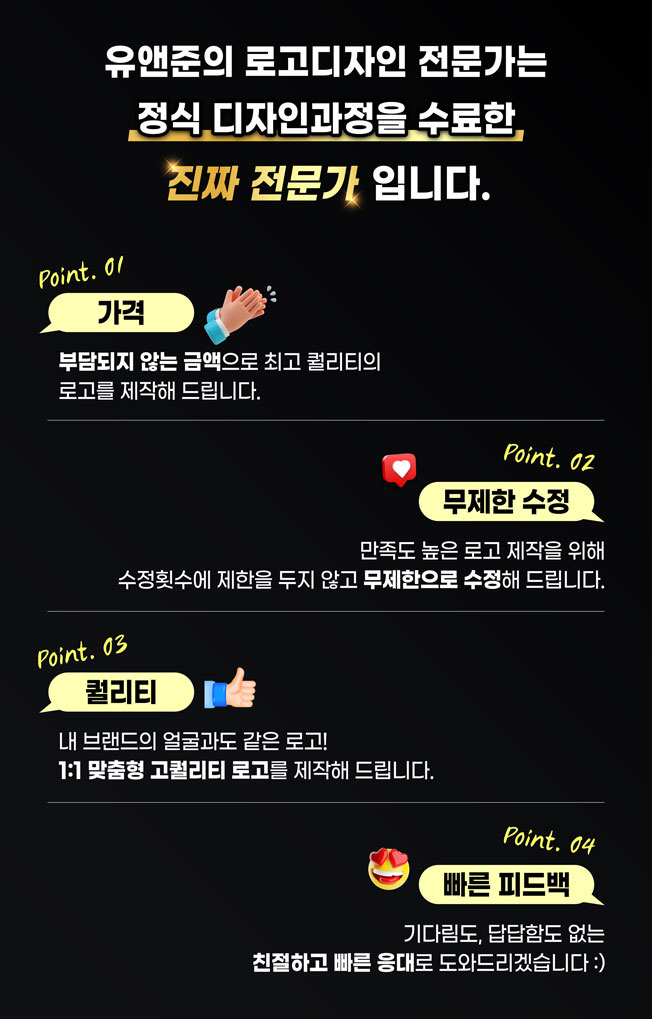 유앤준의 로고디자인 전문가는
정식 디자인과정을 수료한
진짜 전문가 입니다.
Point. 01
가격
부담되지 않는 금액으로 최고 퀄리티의
로고를 제작해 드립니다.
Point. 02
무제한 수정
만족도 높은 로고 제작을 위해
수정횟수에 제한을 두지 않고 무제한으로 수정해 드립니다.
Point. 03
퀄리티
내 브랜드의 얼굴과도 같은 로고!
1:1 맞춤형 고퀄리티 로고를 제작해 드립니다.
Point. 04
빠른 피드백
기다림도, 답답함도 없는
친절하고 빠른 응대로 도와드리겠습니다 :)